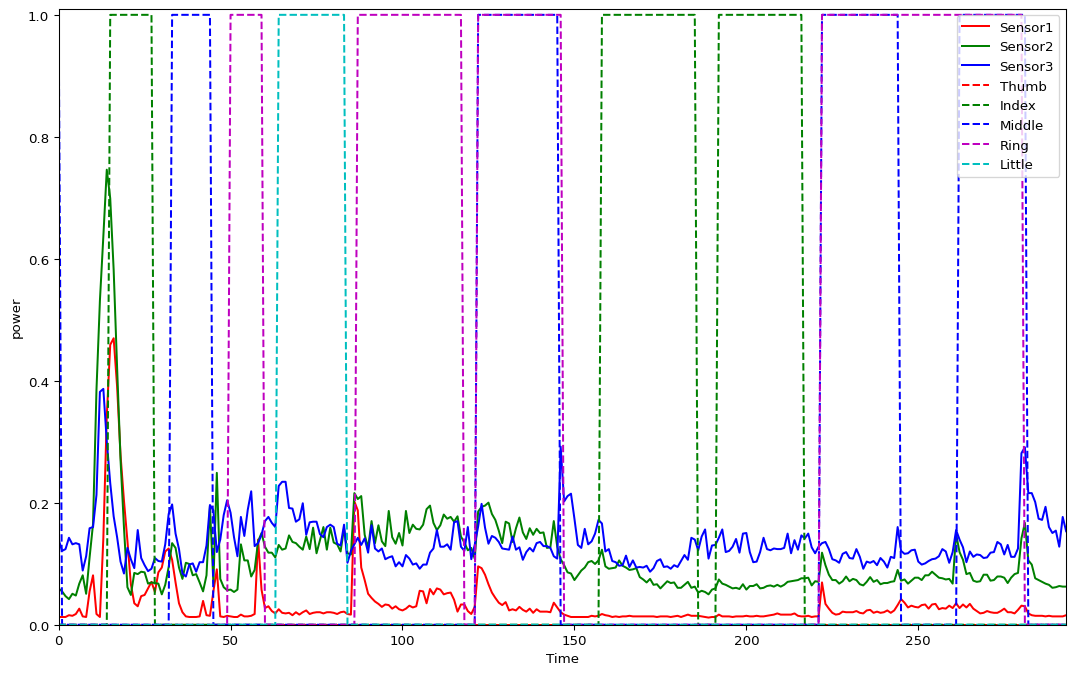 1.0
0.8
0.6
0.4
0.2
0.0
power
0
50
100
150
200
250
Time
Sensor1
Sensor2
Sensor3
Thumb
Index
Middle
Ring
Little